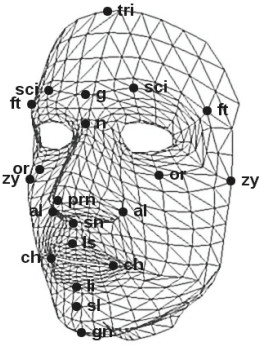 tri
sci g sci
ft ft
n
or or
zy zy
prn
al al
sn
ls
ch ch
li
sl
gn